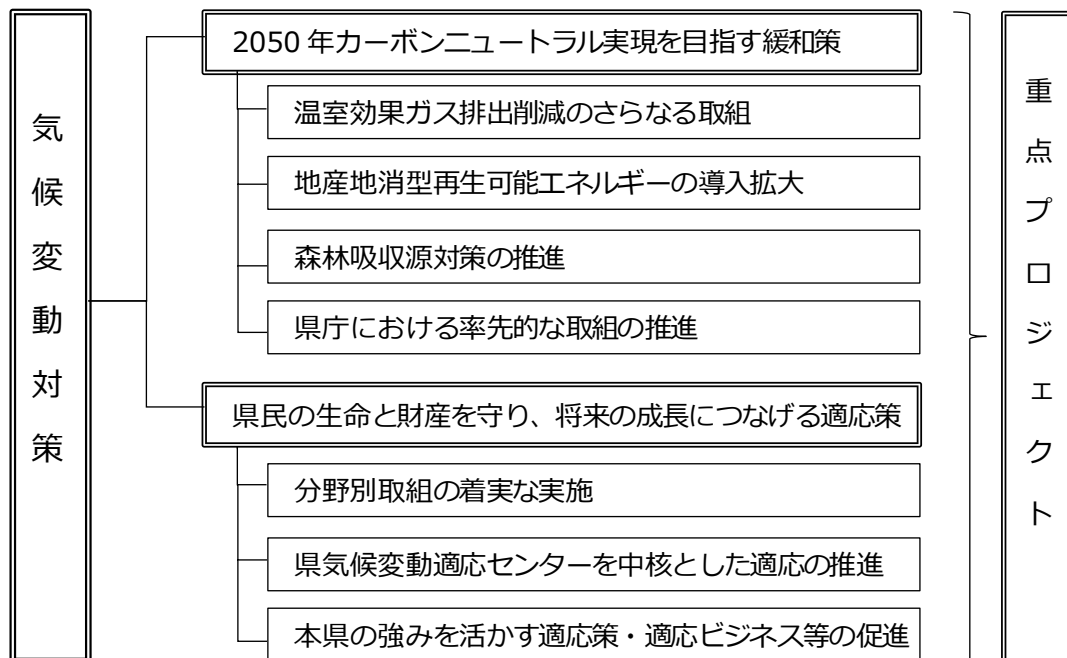 気候変動対策
2050年カーボンニュートラル実現を目指す緩和策
温室効果ガス排出削減のさらなる取組
地産地消型再生可能エネルギーの導入拡大
森林吸収源対策の推進
県庁における率先的な取組の推進
県民の生命と財産を守り、将来の成長につなげる適応策
分野別取組の着実な実施
県気候変動適応センターを中核とした適応の推進
本県の強みを活かす適応策・適応ビジネス等の促進
重点プロジェクト